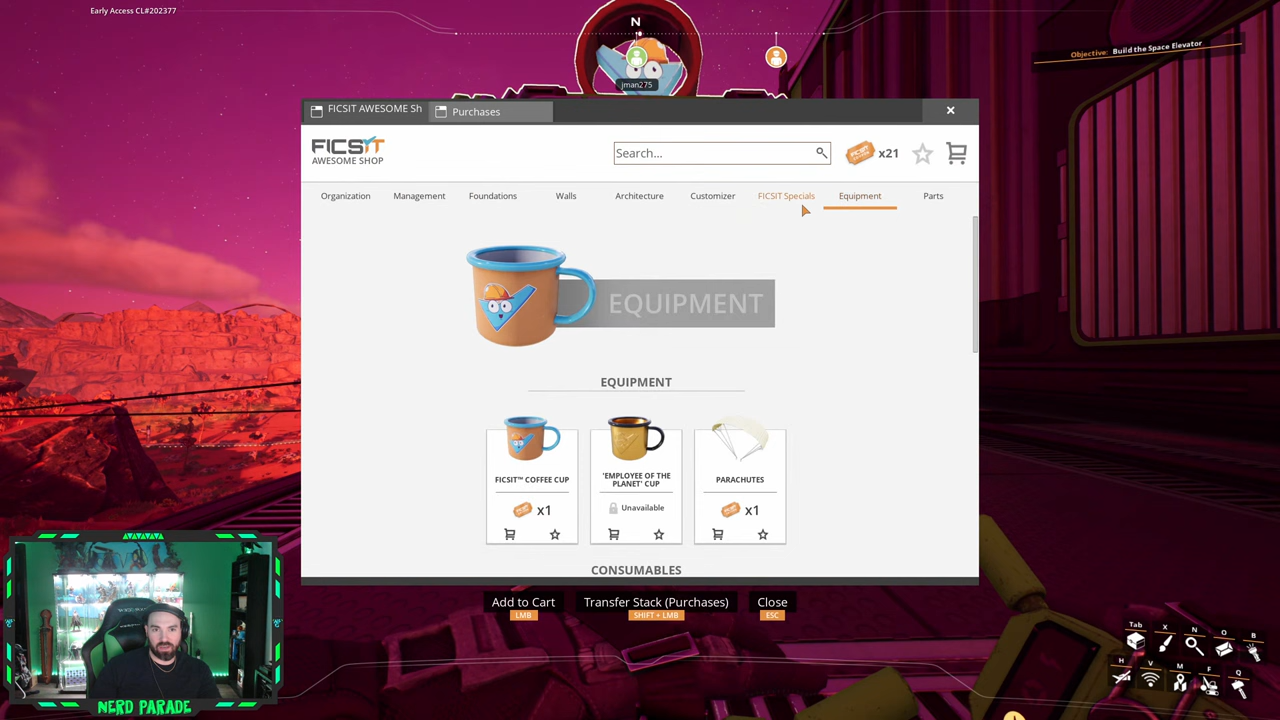 Early Access CL#202377
N
jman275
Objective: Build the Space Elevator
FICSIT AWESOME Sh
Purchases
FICSIT
AWESOME SHOP
Search...
x21
Organization
Management
Foundations
Walls
Architecture
Customizer
FICSIT Specials
Equipment
Parts
EQUIPMENT
EQUIPMENT
FICSIT™ COFFEE CUP
x1
'EMPLOYEE OF THE
PLANET' CUP
Unavailable
PARACHUTES
x1
CONSUMABLES
Add to Cart
LMB
Transfer Stack (Purchases)
SHIFT + LMB
Close
ESC
Tab
X
N
O
B
H
V
M
F
Q
NERD PARADE